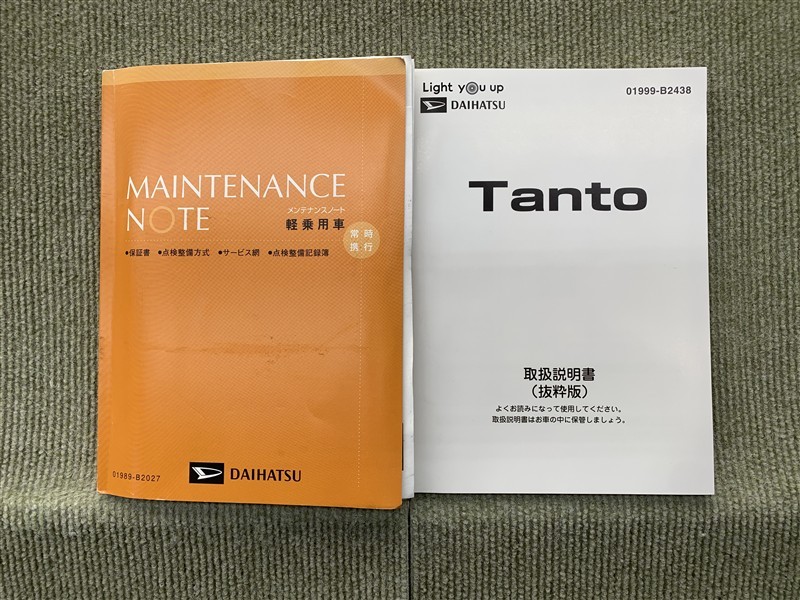 MAINTENANCE
NOTE
メンテナンスノート
軽乗用車
常時
携行
●保証書 ●点検整備方式 ●サービス網 ●点検整備記録簿
01989-B2027
DAIHATSU
Light you up
DAIHATSU
01999-B2438
Tanto
取扱説明書
（抜粋版）
よくお読みになって使用してください。
取扱説明書はお車の中に保管しましょう。